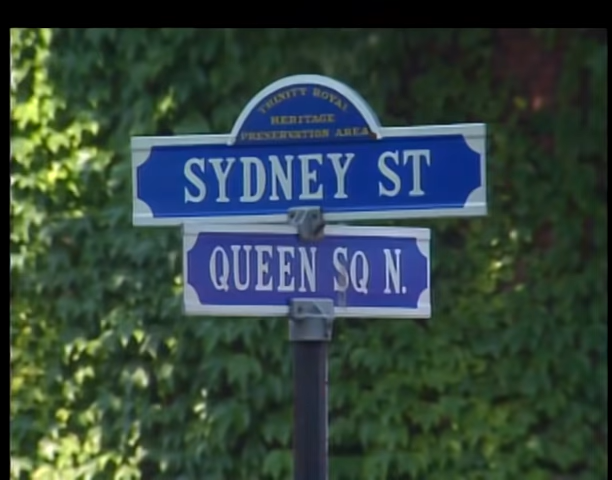 TRINITY ROYAL
HERITAGE
PRESERVATION AREA
SYDNEY ST
QUEEN SQ N.